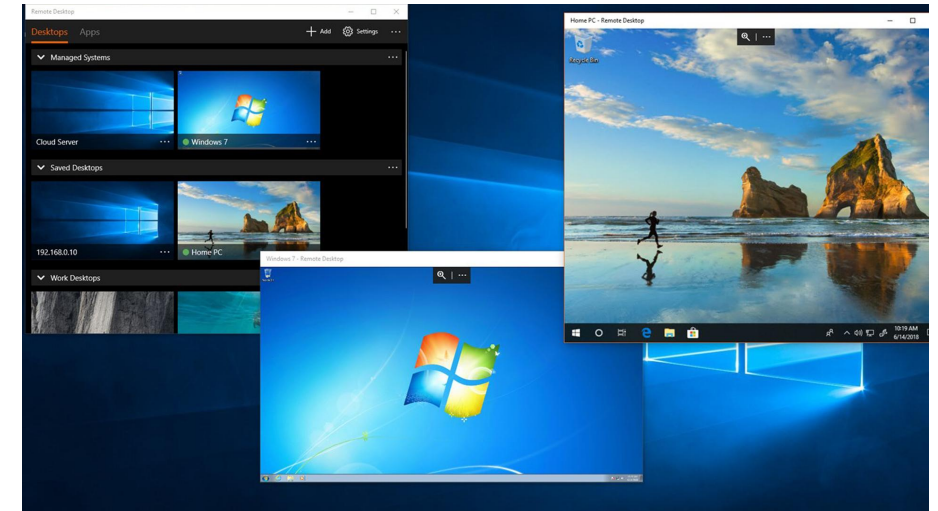 Remote Desktop
Desktops Apps
Add Settings
Managed Systems
Cloud Server
Windows 7
Saved Desktops
192.168.0.10
Home PC
Work Desktops
Windows 7 - Remote Desktop
Home PC - Remote Desktop
Recycle Bin
10:19 AM
6/14/2018